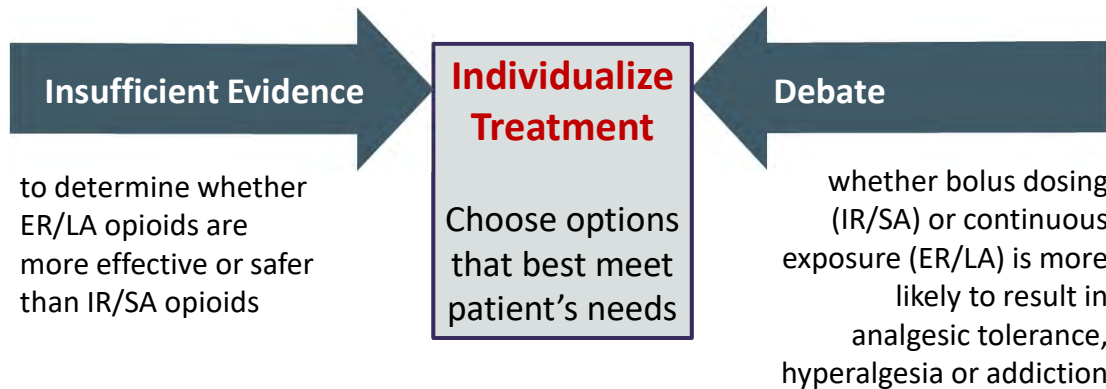 Insufficient Evidence
to determine whether
ER/LA opioids are
more effective or safer
than IR/SA opioids
Individualize
Treatment
Choose options
that best meet
patient’s needs
Debate
whether bolus dosing
(IR/SA) or continuous
exposure (ER/LA) is more
likely to result in
analgesic tolerance,
hyperalgesia or addiction